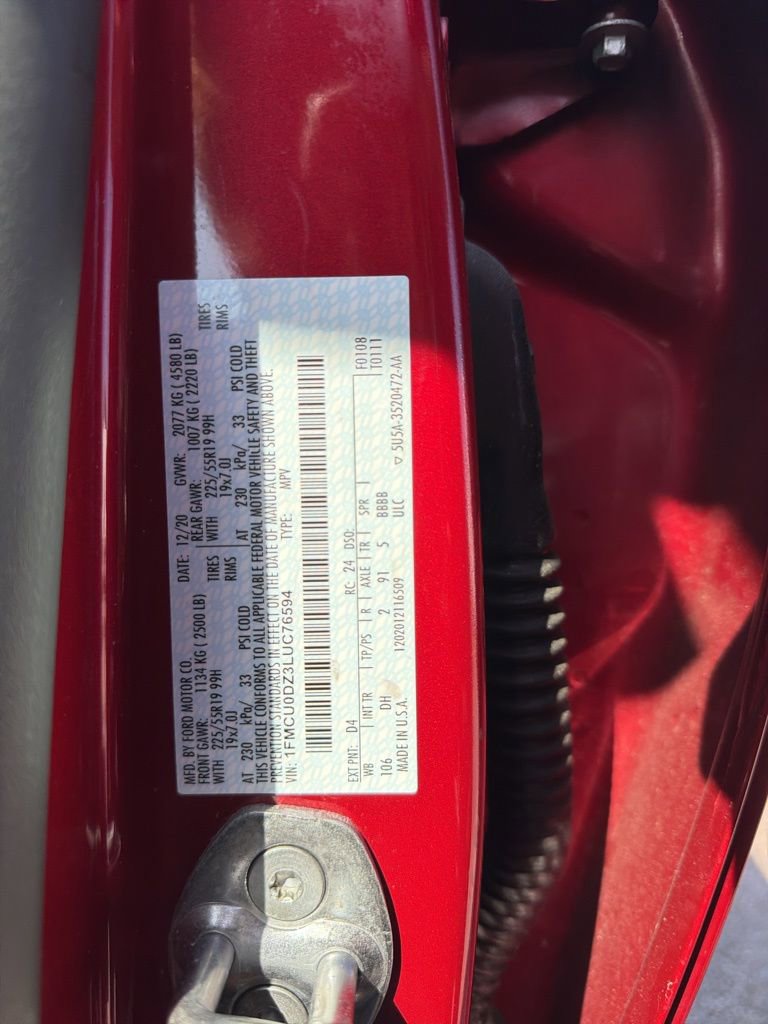 MFD. BY FORD MOTOR CO.
DATE: 12/20 GVWR: 2077 KG ( 4580 LB)
FRONT GAWR: 1134 KG ( 2500 LB) REAR GAWR: 1007 KG ( 2220 LB)
WITH 225/55R19 99H TIRES WITH 225/55R19 99H TIRES
19x7.0J RIMS 19x7.0J RIMS
AT 230 kPa/ 33 PSI COLD AT 230 kPa/ 33 PSI COLD
THIS VEHICLE CONFORMS TO ALL APPLICABLE FEDERAL MOTOR VEHICLE SAFETY AND THEFT
PREVENTION STANDARDS IN EFFECT ON THE DATE OF MANUFACTURE SHOWN ABOVE.
VIN: 1FMCU0DZ3LUC76594 TYPE: MPV
EXT PNT: D4 RC: 24 DSO: F0108
WB INT TR TP/PS R AXLE TR SPR T0111
106 DH 2 91 5 BBBB
MADE IN U.S.A. 1202012116509 ULC ▽ 5U5A-3520472-AA